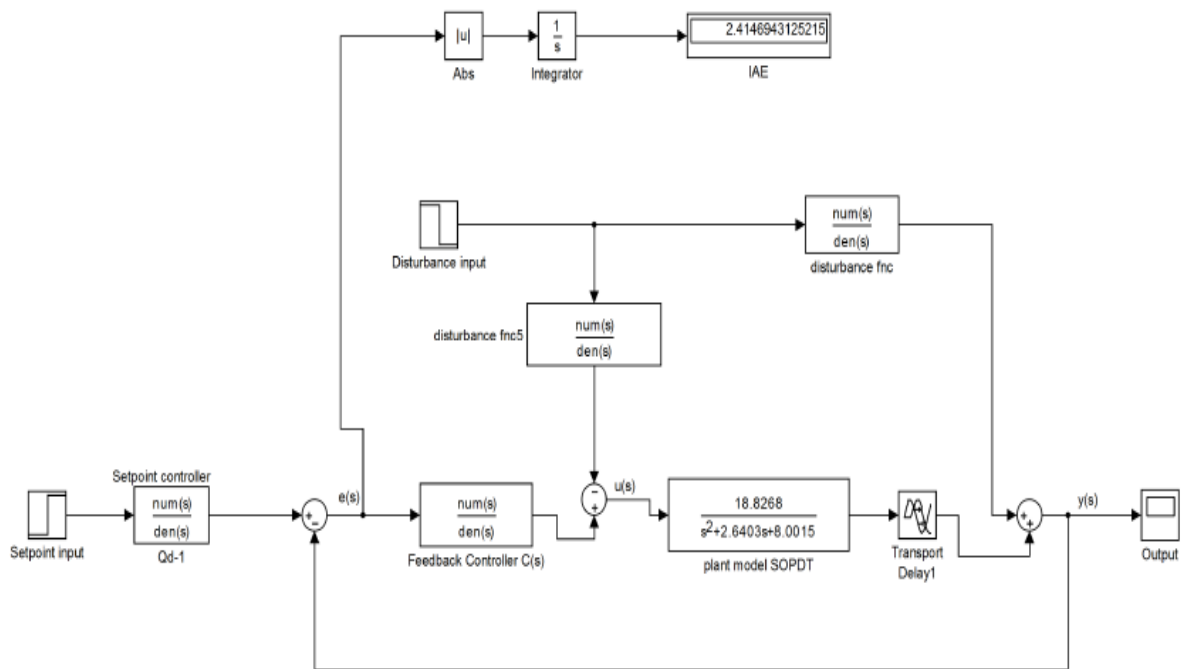 |u|
Abs
1
s
Integrator
2.4146943125215
IAE
Disturbance input
num(s)
den(s)
disturbance fnc
disturbance fnc5
num(s)
den(s)
Setpoint input
Setpoint controller
num(s)
den(s)
Qd-1
+
−
e(s)
num(s)
den(s)
Feedback Controller C(s)
−
+
u(s)
18.8268
s²+2.6403s+8.0015
plant model SOPDT
Transport
Delay1
+
+
y(s)
Output